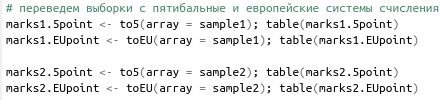 # переведем выборки с пятибальные и европейские системы счисления
marks1.5point <- to5(array = sample1); table(marks1.5point)
marks1.EUpoint <- toEU(array = sample1); table(marks1.EUpoint)
marks2.5point <- to5(array = sample2); table(marks2.5point)
marks2.EUpoint <- toEU(array = sample2); table(marks2.EUpoint)